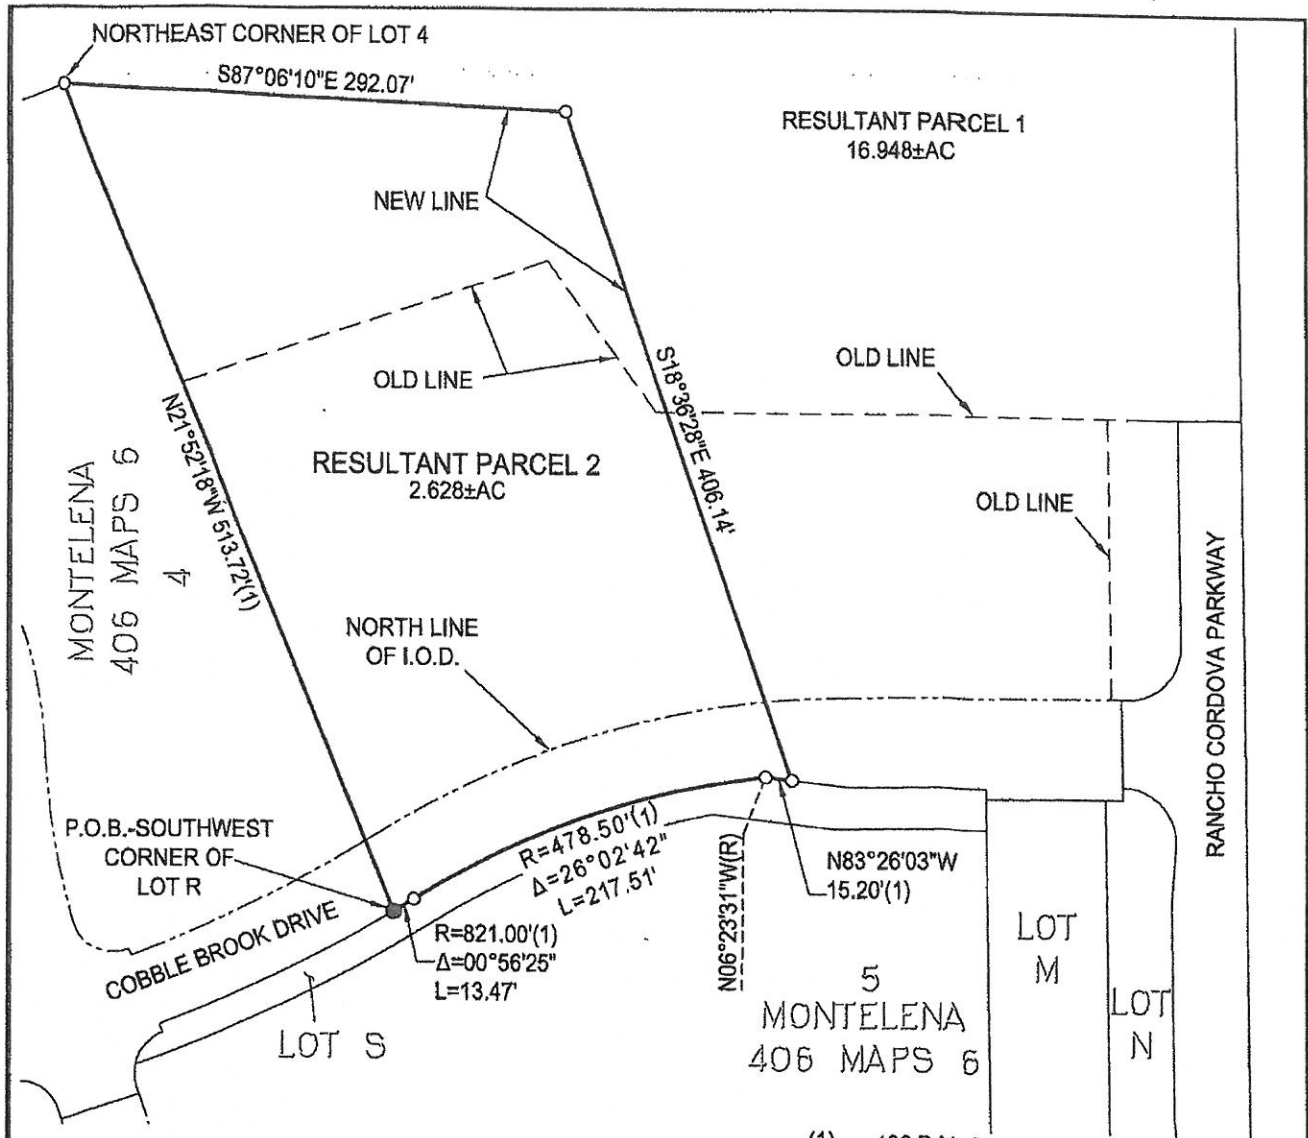 NORTHEAST CORNER OF LOT 4
S87°06'10"E 292.07'
RESULTANT PARCEL 1
16.948±AC
NEW LINE
OLD LINE
OLD LINE
S18°36'28"E 406.14'
N21°52'18"W 513.72'(1)
RESULTANT PARCEL 2
2.628±AC
MONTELENA
406 MAPS 6
4
OLD LINE
NORTH LINE
OF I.O.D.
RANCHO CORDOVA PARKWAY
P.O.B.-SOUTHWEST
CORNER OF
LOT R
R=478.50'(1)
Δ=26°02'42"
L=217.51'
N06°23'31"W(R)
N83°26'03"W
15.20'(1)
COBBLE BROOK DRIVE
R=821.00'(1)
Δ=00°56'25"
L=13.47'
LOT S
5
MONTELENA
406 MAPS 6
LOT
M
LOT
N
(1)